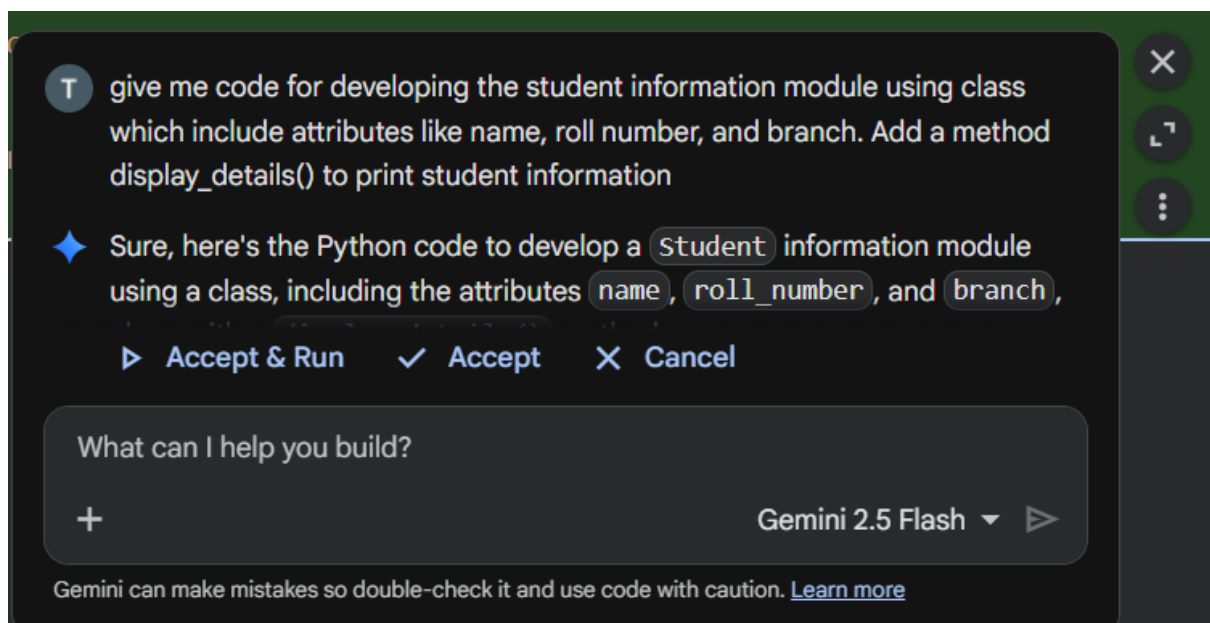 T
give me code for developing the student information module using class
which include attributes like name, roll number, and branch. Add a method
display_details() to print student information
Sure, here's the Python code to develop a Student information module
using a class, including the attributes name, roll_number, and branch,
Accept & Run Accept Cancel
What can I help you build?
Gemini 2.5 Flash
Gemini can make mistakes so double-check it and use code with caution. Learn more